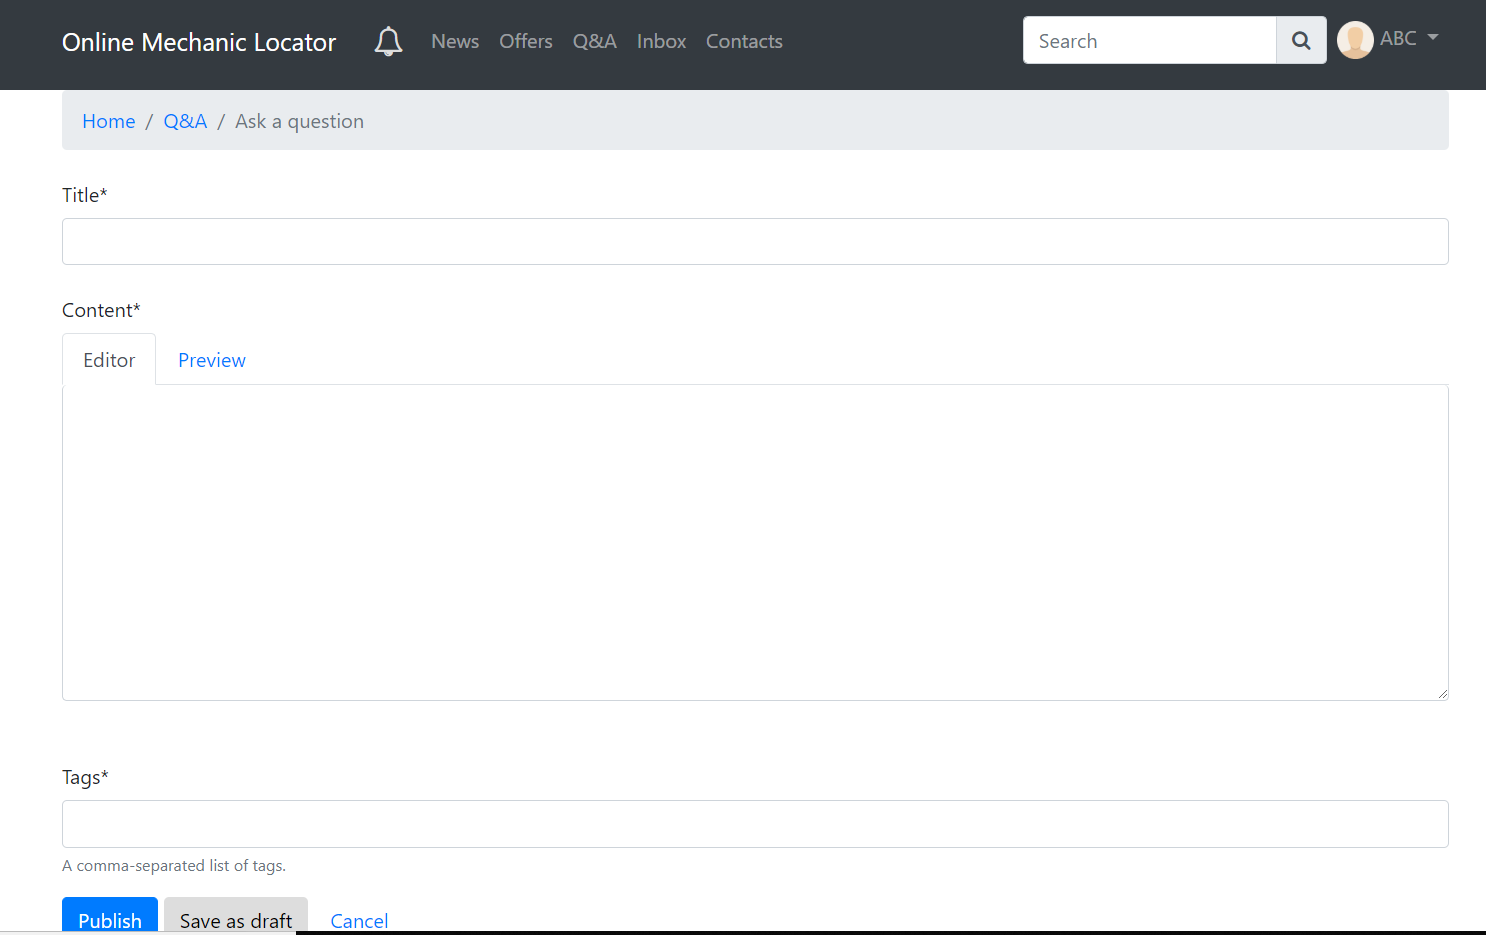 Online Mechanic Locator News Offers Q&A Inbox Contacts Search ABC
Home / Q&A / Ask a question
Title*
Content*
Editor Preview
Tags*
A comma-separated list of tags.
Publish Save as draft Cancel